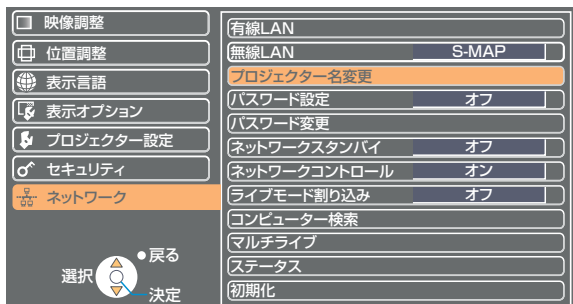 映像調整
位置調整
表示言語
表示オプション
プロジェクター設定
セキュリティ
ネットワーク
戻る
選択
決定
有線LAN
無線LAN S-MAP
プロジェクター名変更
パスワード設定 オフ
パスワード変更
ネットワークスタンバイ オフ
ネットワークコントロール オン
ライブモード割り込み オフ
コンピューター検索
マルチライブ
ステータス
初期化